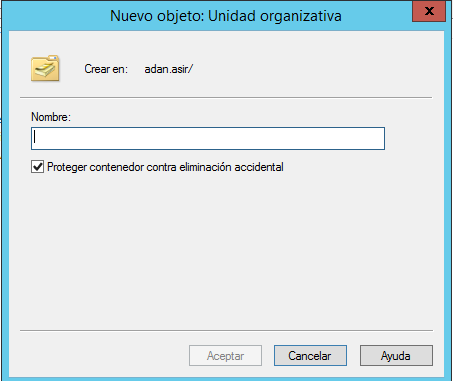 Nuevo objeto: Unidad organizativa
x
Crear en: adan.asir/
Nombre:
Proteger contenedor contra eliminación accidental
Aceptar Cancelar Ayuda